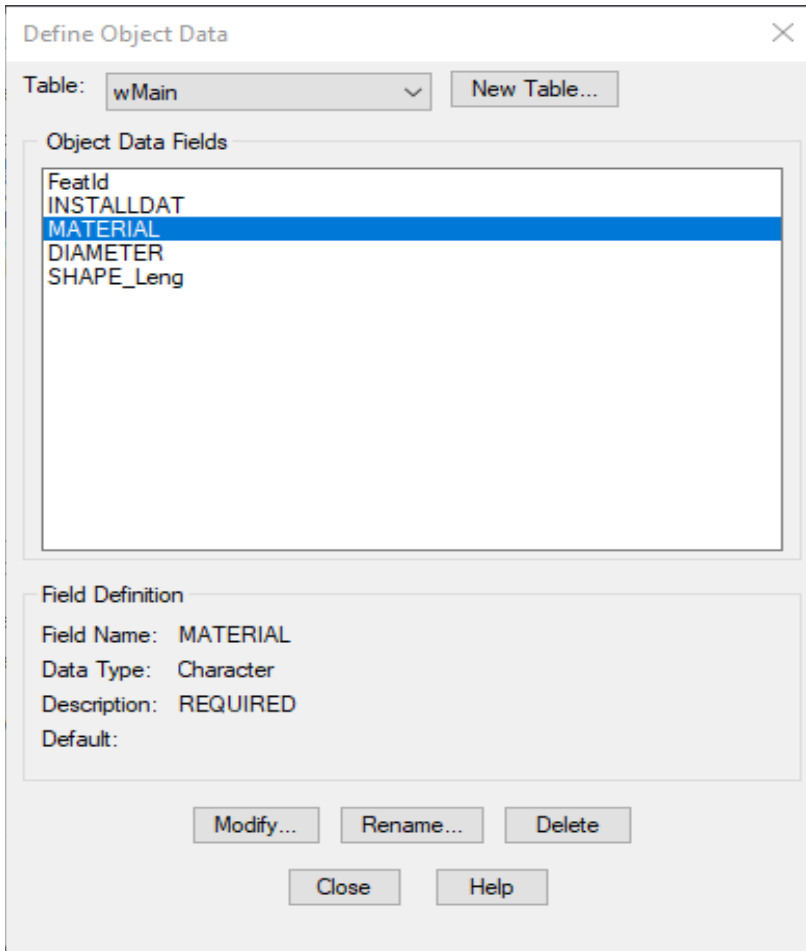 Define Object Data
Table: wMain New Table...
Object Data Fields
FeatId
INSTALLDAT
MATERIAL
DIAMETER
SHAPE_Leng
Field Definition
Field Name: MATERIAL
Data Type: Character
Description: REQUIRED
Default:
Modify... Rename... Delete
Close Help